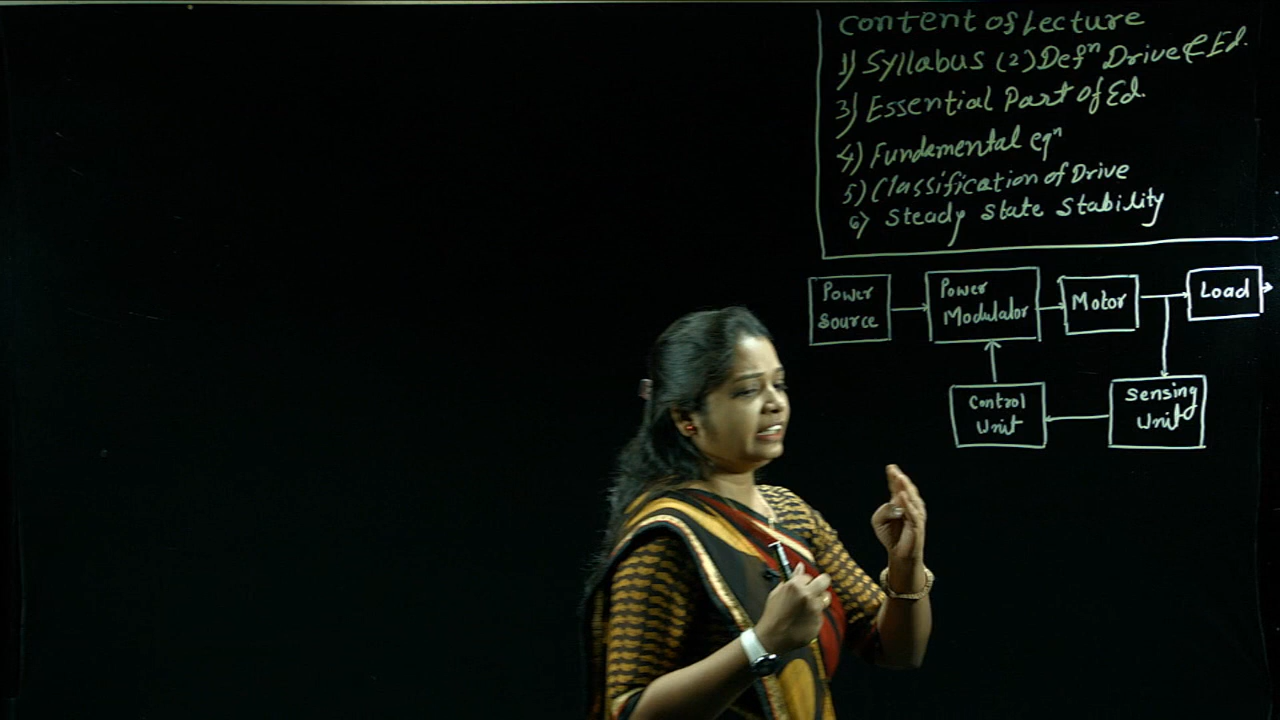 Content of Lecture
1) Syllabus (2) Defⁿ Drive & Ed.
3) Essential Part of Ed.
4) Fundamental eqⁿ
5) Classification of Drive
6) Steady State Stability
Power
Source
Power
Modulator
Motor
Load
Control
Unit
Sensing
Unit